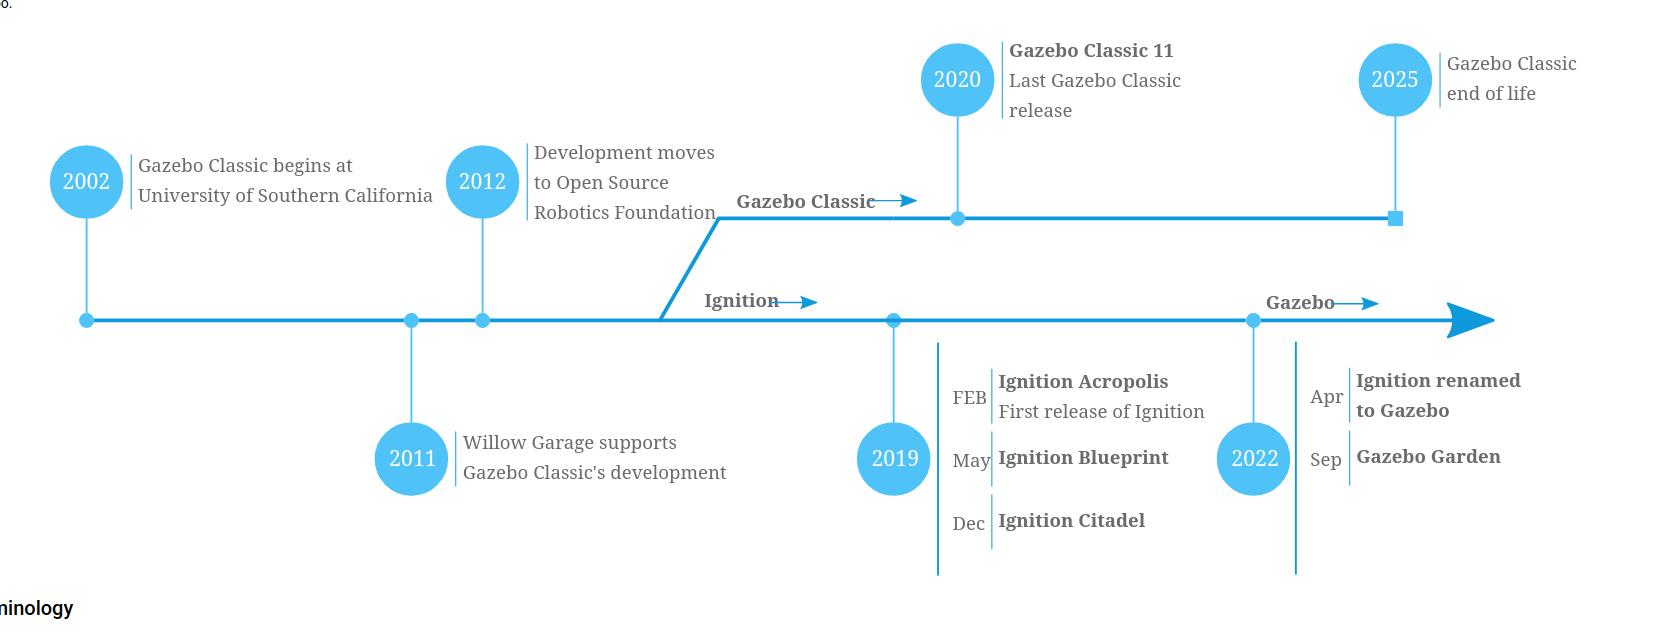 o.
2020
Gazebo Classic 11
Last Gazebo Classic
release
2025
Gazebo Classic
end of life
2002
Gazebo Classic begins at
University of Southern California
2012
Development moves
to Open Source
Robotics Foundation
Gazebo Classic
Ignition
Gazebo
2011
Willow Garage supports
Gazebo Classic's development
2019
FEB
Ignition Acropolis
First release of Ignition
May
Ignition Blueprint
Dec
Ignition Citadel
2022
Apr
Ignition renamed
to Gazebo
Sep
Gazebo Garden
minology